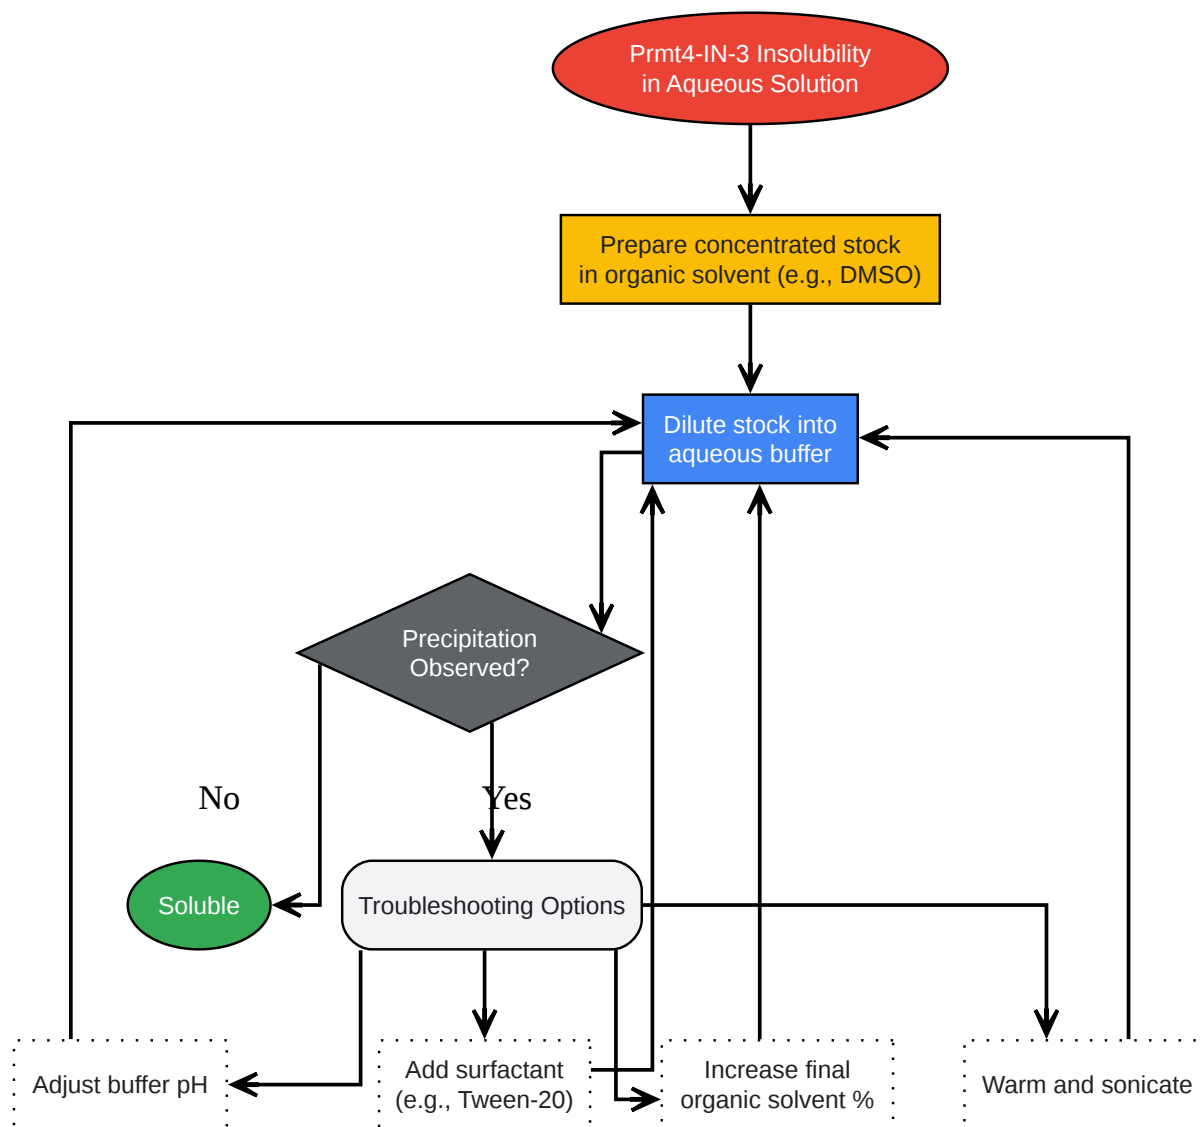 Prmt4-IN-3 Insolubility
in Aqueous Solution
Prepare concentrated stock
in organic solvent (e.g., DMSO)
Dilute stock into
aqueous buffer
Precipitation
Observed?
No
Yes
Soluble
Troubleshooting Options
Adjust buffer pH
Add surfactant
(e.g., Tween-20)
Increase final
organic solvent %
Warm and sonicate